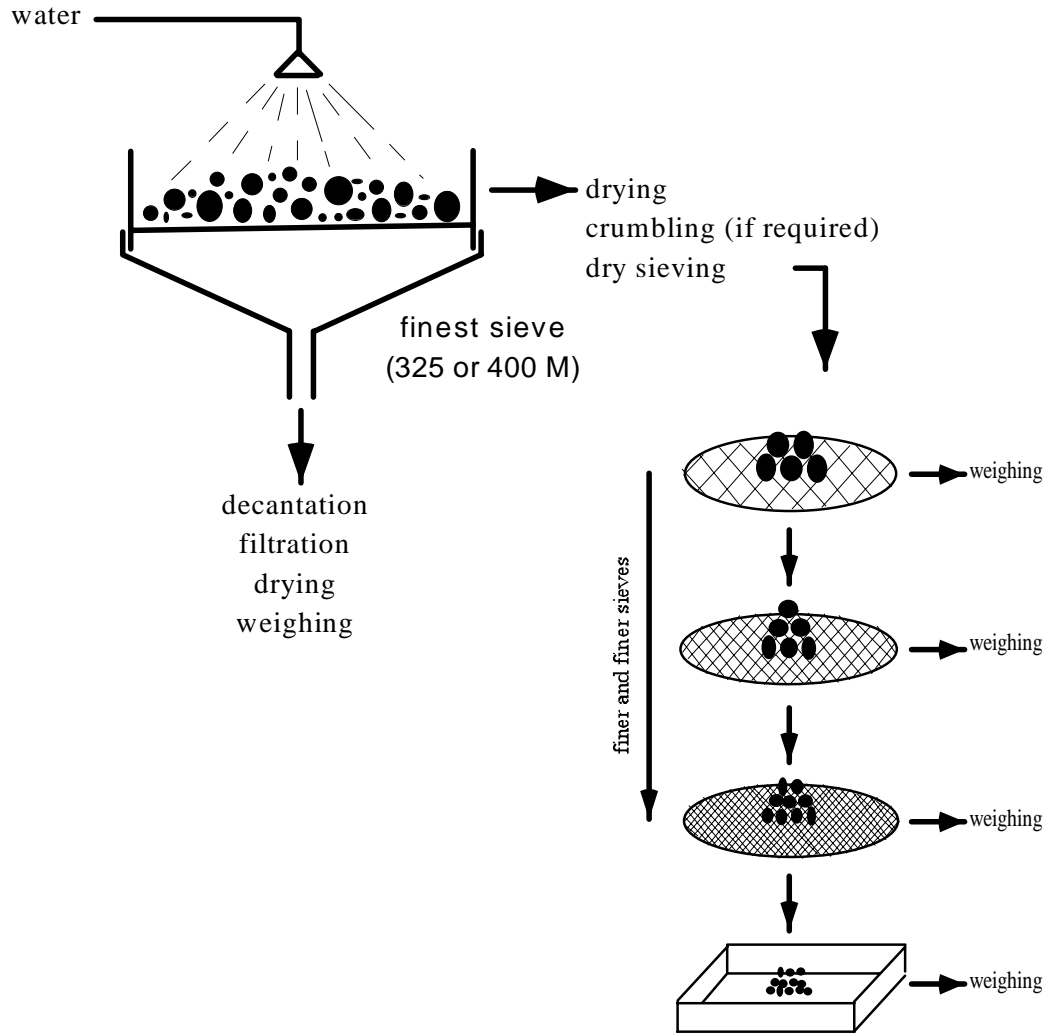 water
drying
crumbling (if required)
dry sieving
finest sieve
(325 or 400 M)
decantation
filtration
drying
weighing
finer and finer sieves
weighing
weighing
weighing
weighing